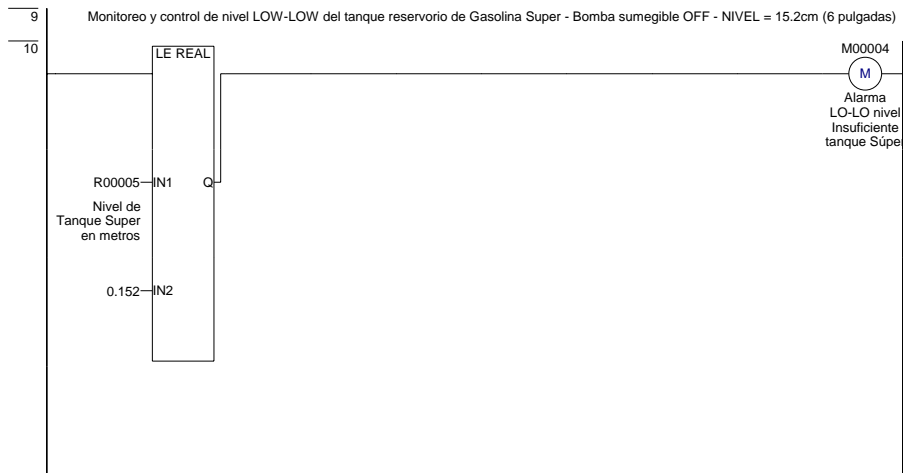 9 Monitoreo y control de nivel LOW-LOW del tanque reservorio de Gasolina Super - Bomba sumegible OFF - NIVEL = 15.2cm (6 pulgadas)
10
LE REAL
M00004
M
Alarma
LO-LO nivel
Insuficiente
tanque Súper
R00005 IN1 Q
Nivel de
Tanque Super
en metros
0.152 IN2